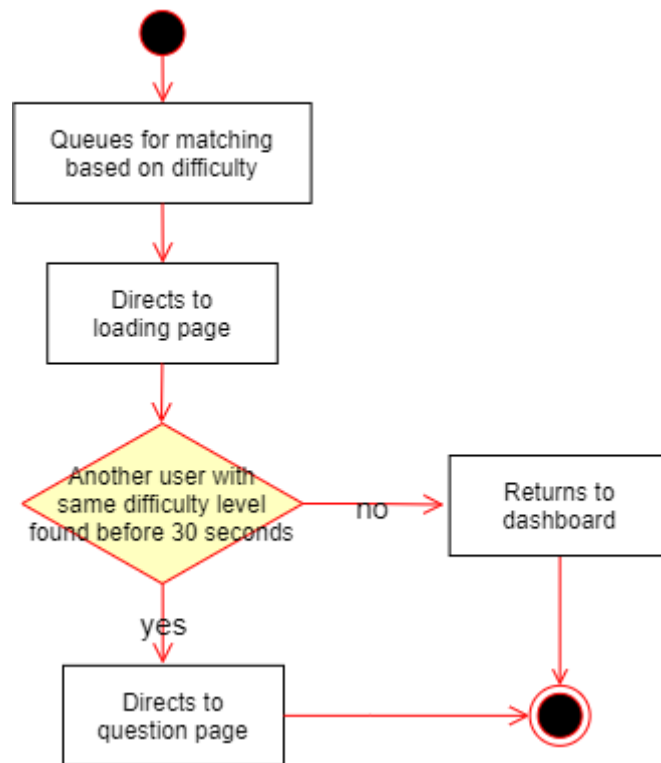 Queues for matching
based on difficulty
Directs to
loading page
Another user with
same difficulty level
found before 30 seconds
no
Returns to
dashboard
yes
Directs to
question page